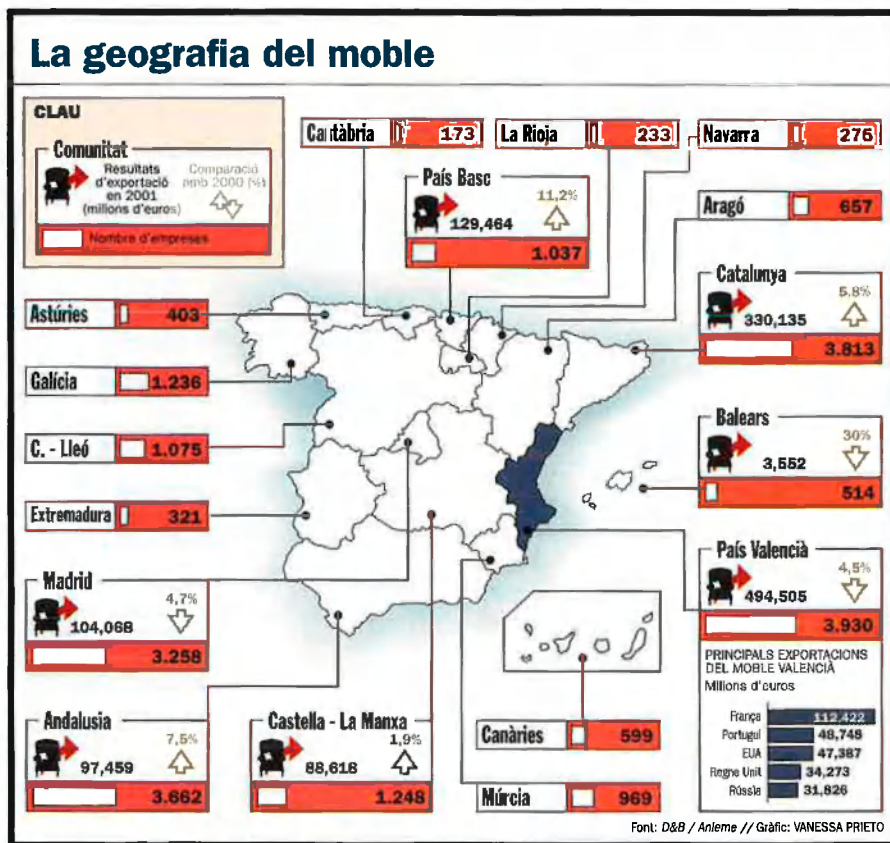 La geografia del moble
CLAU
Comunitat
Resultats
d'exportació
en 2001
(milions d'euros)
Comparació
amb 2000 (%)
Nombre d'empreses
Cantàbria 173
La Rioja 233
Navarra 276
País Basc
11,2%
129,464
1.037
Aragó 657
Catalunya
5,8%
330,135
3.813
Astúries 403
Galícia 1.236
C. - Lleó 1.075
Extremadura 321
Balears
30%
3,552
514
Madrid
4,7%
104,068
3.258
País Valencià
4,5%
494,505
3.930
PRINCIPALS EXPORTACIONS
DEL MOBLE VALENCIÀ
Milions d'euros
França 112,422
Portugul 48,748
EUA 47,387
Regne Unit 34,273
Rússia 31,826
Andalusia
7,5%
97,459
3.662
Castella - La Manxa
1,9%
88,618
1.248
Canàries 599
Múrcia 969
Font: D&B / Anieme // Gràfic: VANESSA PRIETO